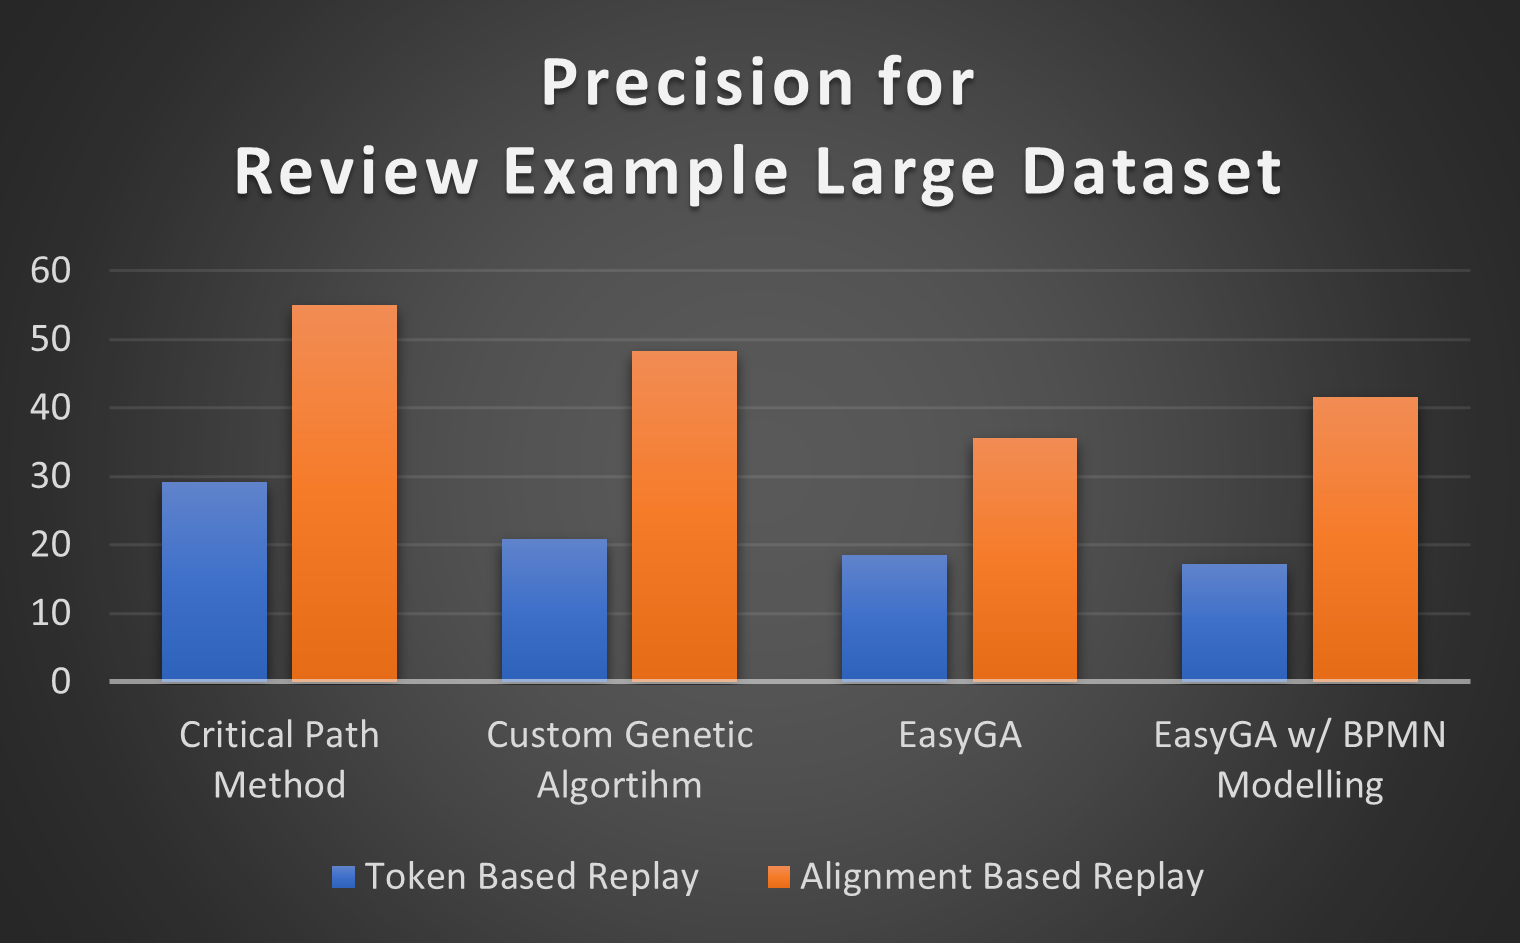 Precision for
Review Example Large Dataset
60
50
40
30
20
10
0
Critical Path
Method
Custom Genetic
Algortihm
EasyGA
EasyGA w/ BPMN
Modelling
Token Based Replay
Alignment Based Replay